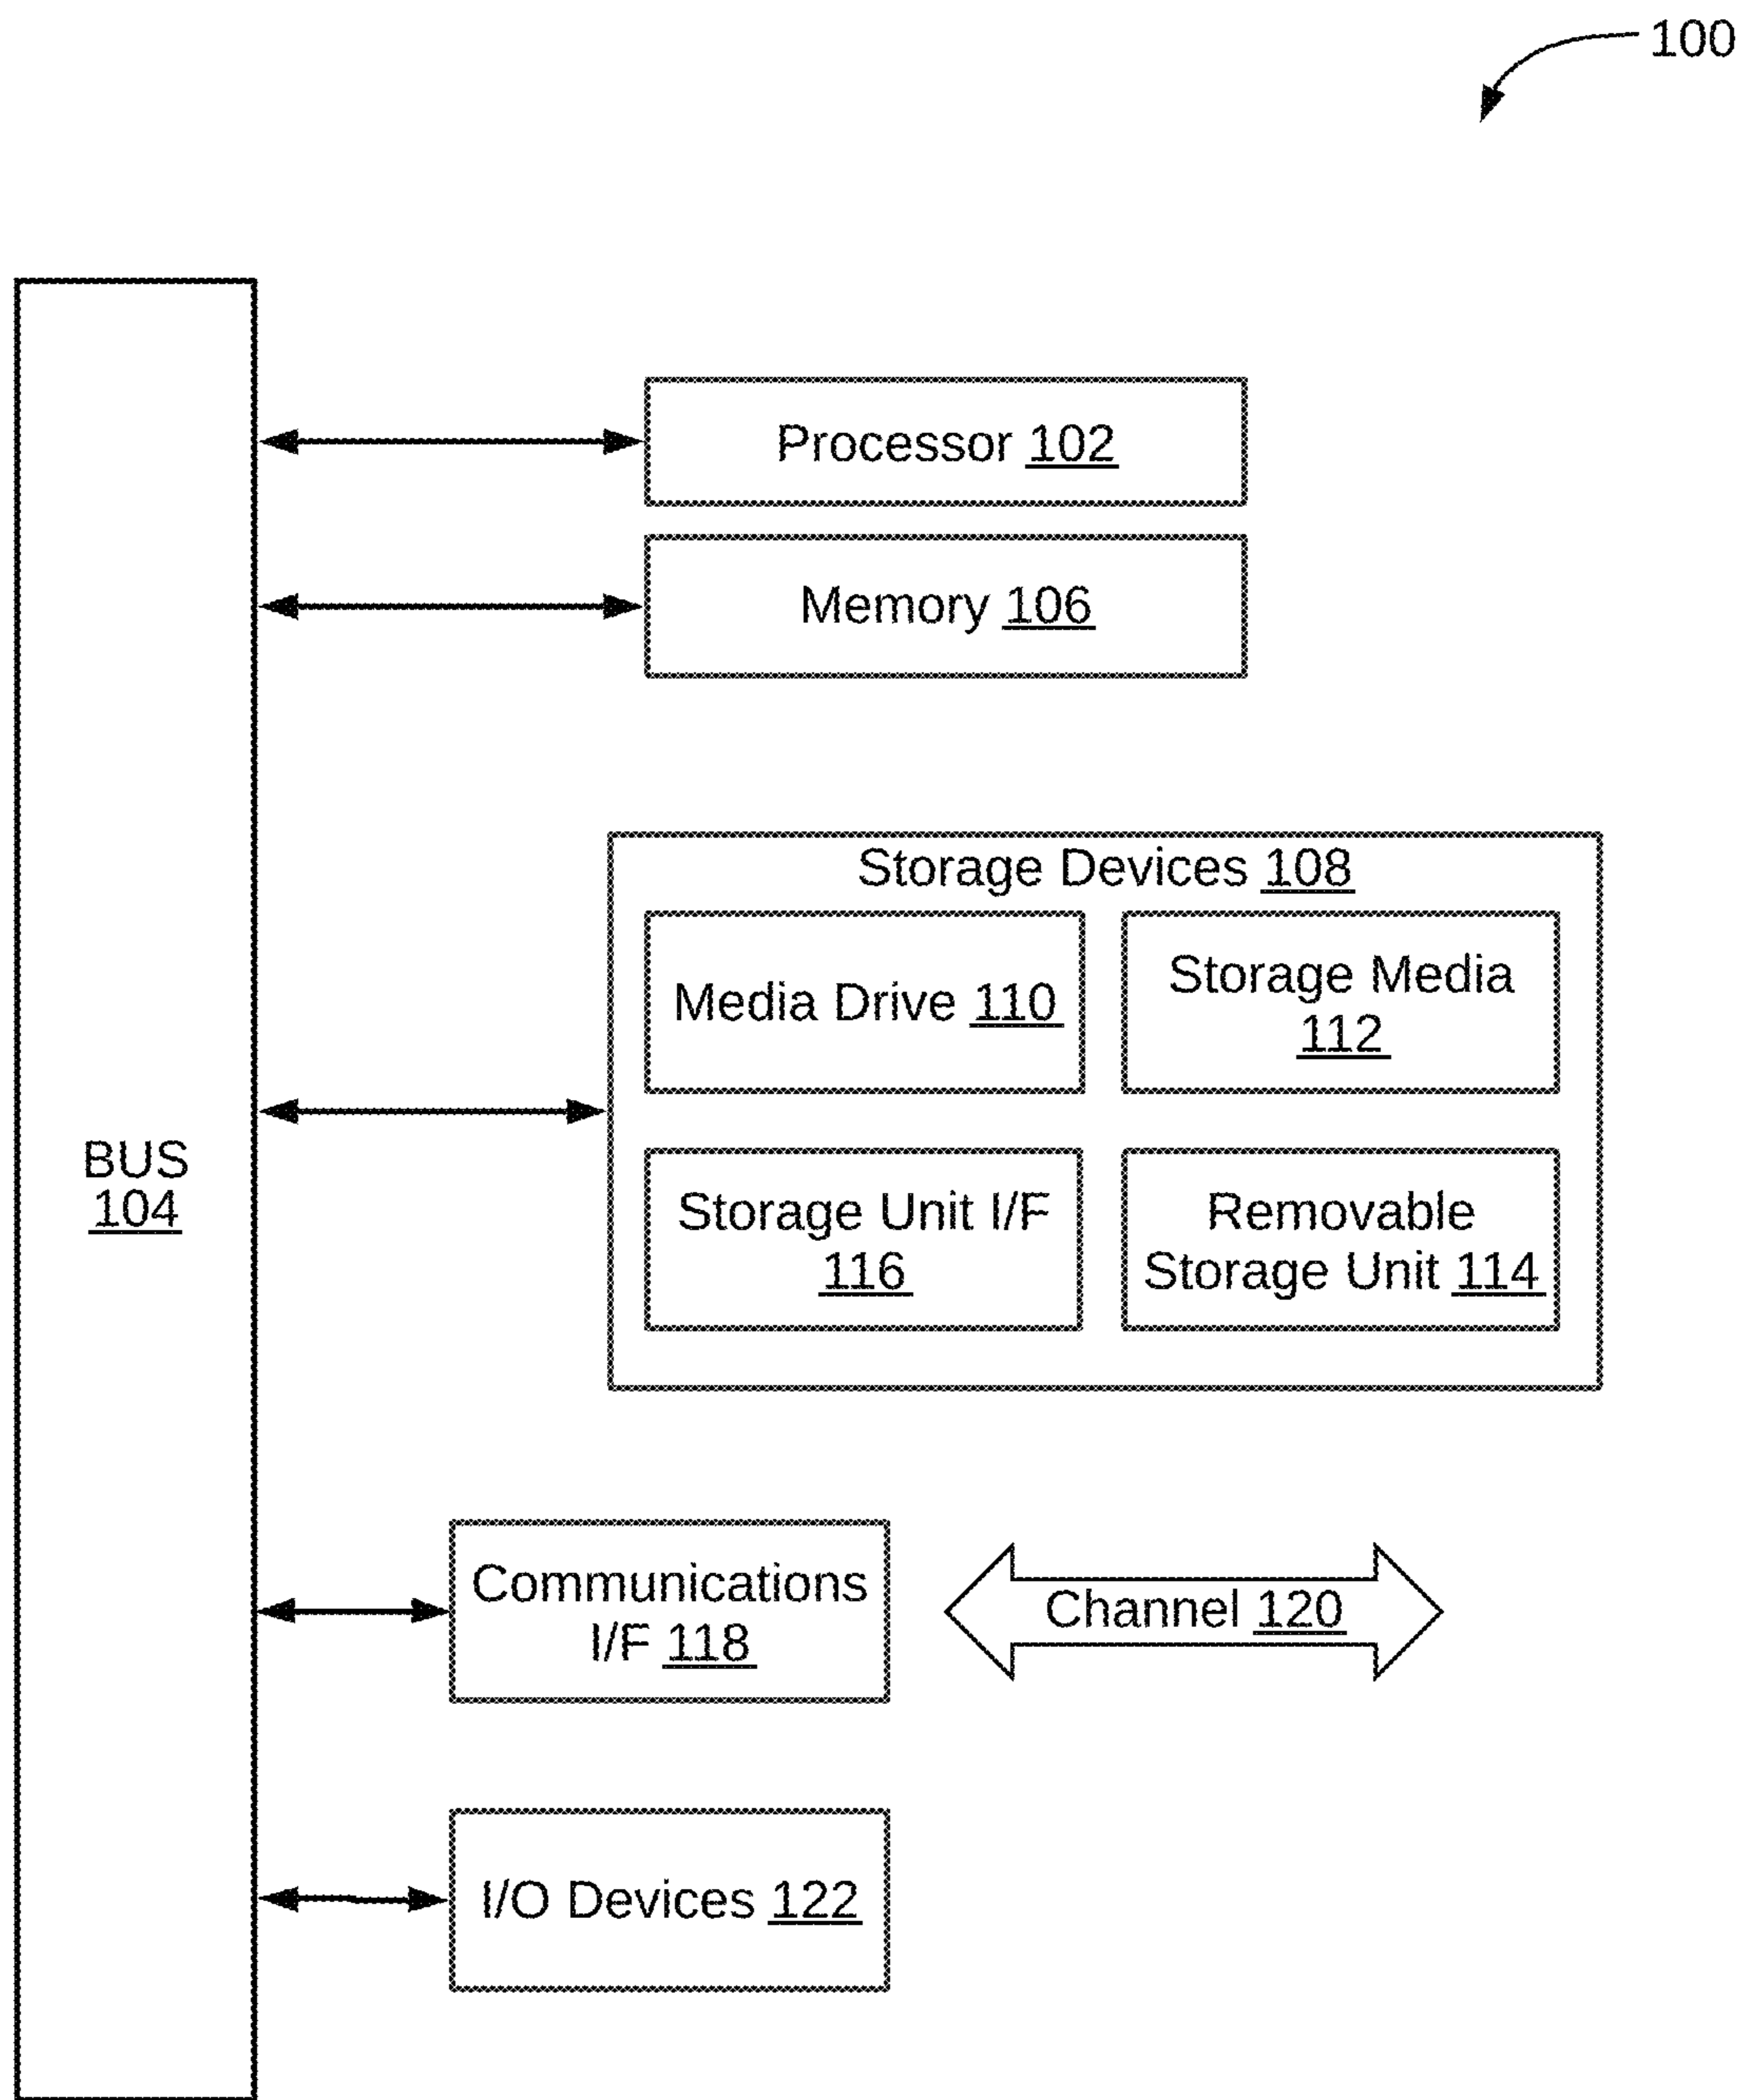 100
Processor 102
Memory 106
Storage Devices 108
Media Drive 110
Storage Media
112
BUS
104
Storage Unit I/F
116
Removable
Storage Unit 114
Communications
I/F 118
Channel 120
I/O Devices 122